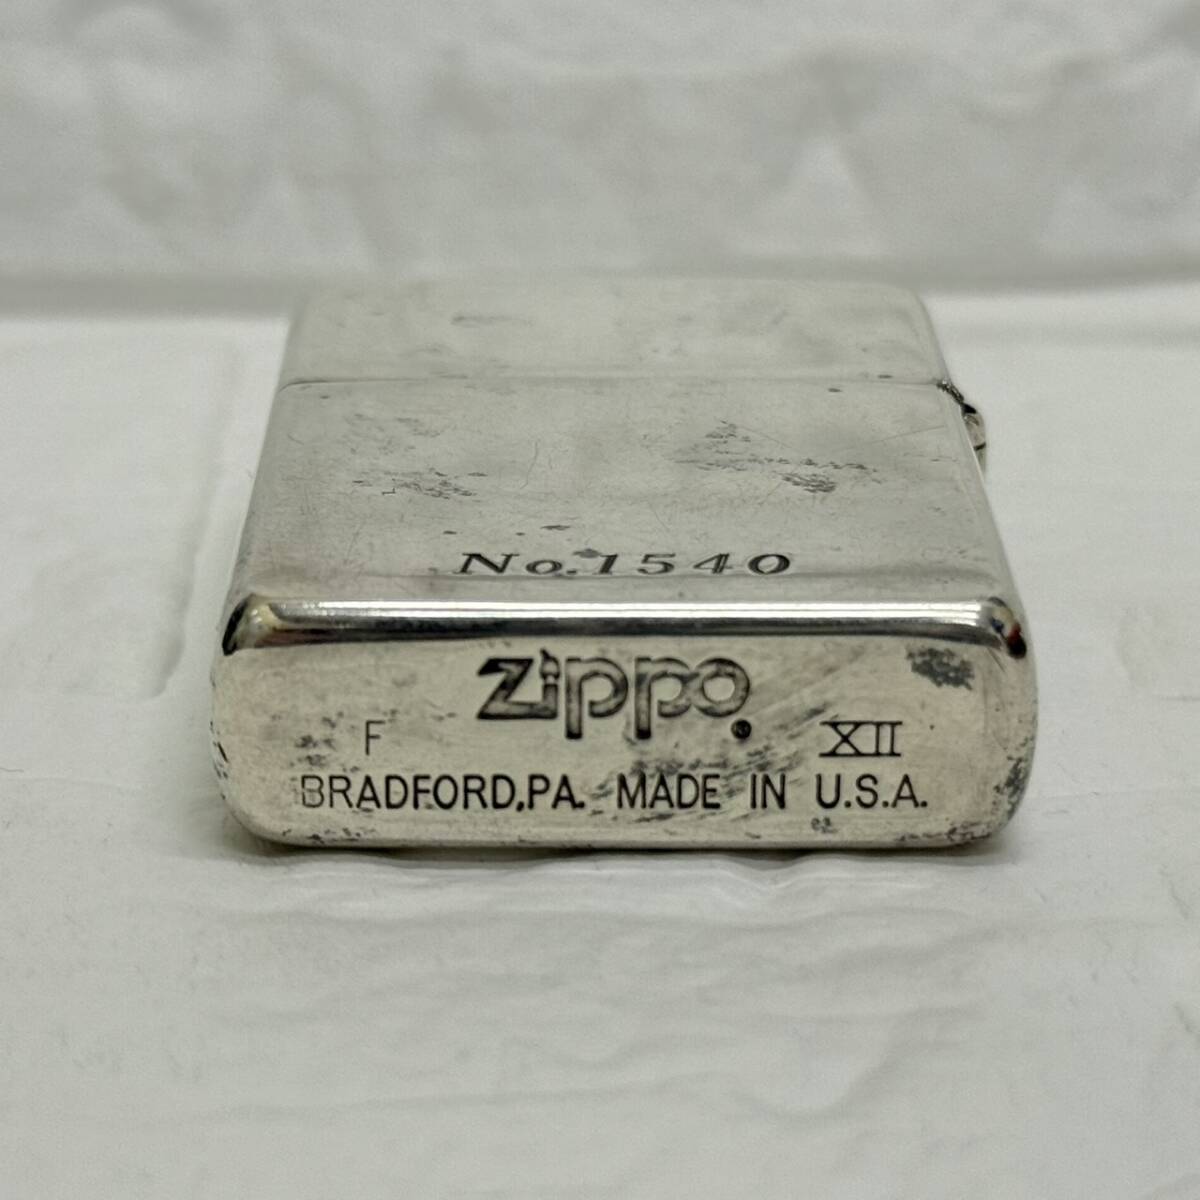 No.1540
Zippo®
F XII
BRADFORD,PA. MADE IN U.S.A.